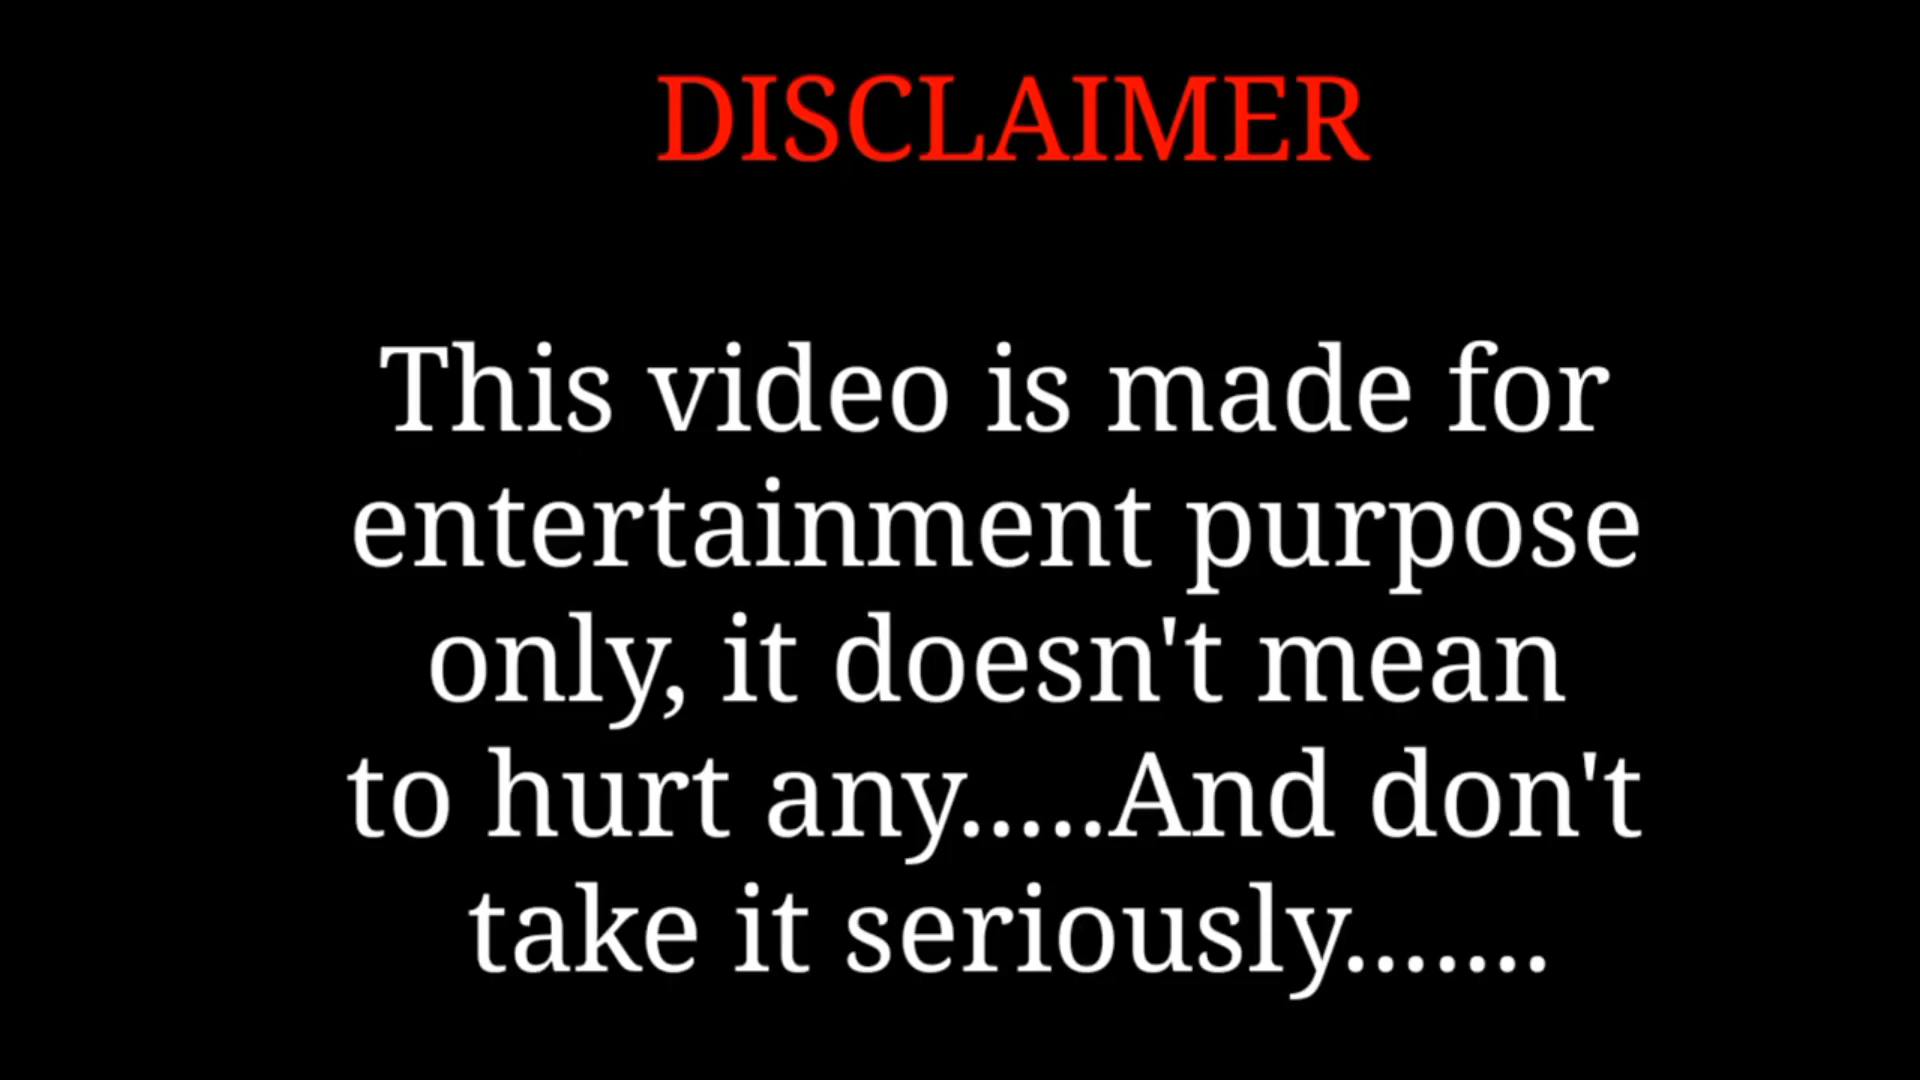 DISCLAIMER
This video is made for
entertainment purpose
only, it doesn't mean
to hurt any.....And don't
take it seriously.......